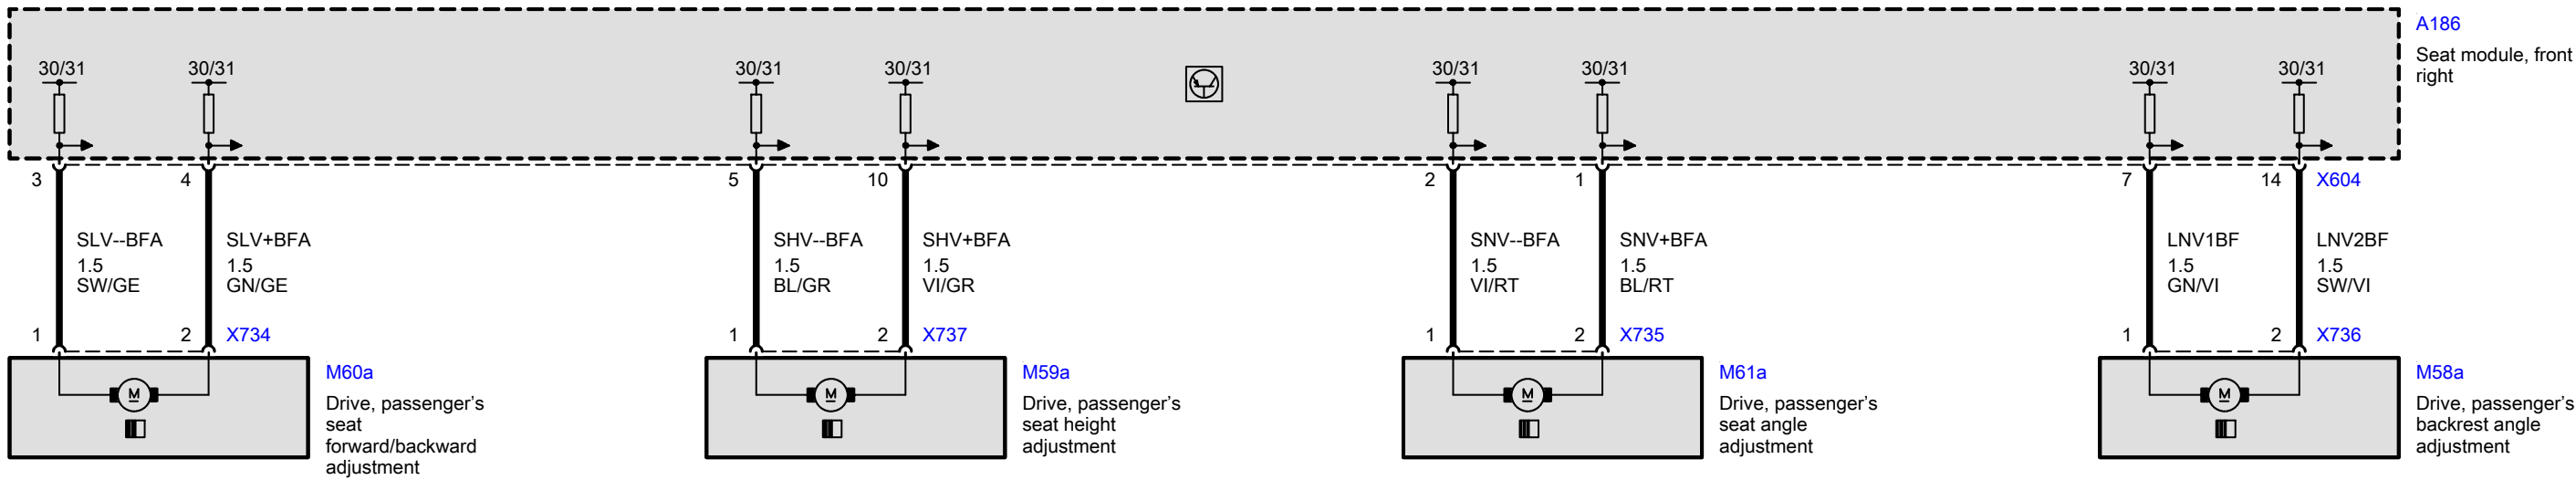 A186
Seat module, front
right
30/31 30/31 30/31 30/31 30/31 30/31 30/31 30/31
3 4 5 10 2 1 7 14 X604
SLV--BFA SLV+BFA SHV--BFA SHV+BFA SNV--BFA SNV+BFA LNV1BF LNV2BF
1.5 1.5 1.5 1.5 1.5 1.5 1.5 1.5
SW/GE GN/GE BL/GR VI/GR VI/RT BL/RT GN/VI SW/VI
1 2 X734 1 2 X737 1 2 X735 1 2 X736
M
M60a
Drive, passenger’s
seat
forward/backward
adjustment
M
M59a
Drive, passenger’s
seat height
adjustment
M
M61a
Drive, passenger’s
seat angle
adjustment
M
M58a
Drive, passenger’s
backrest angle
adjustment